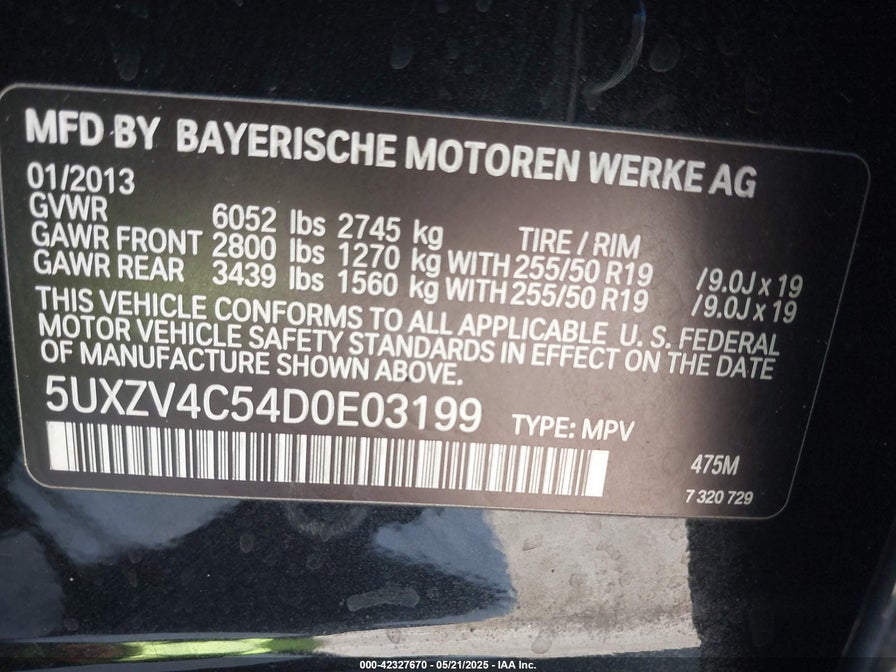 MFD BY BAYERISCHE MOTOREN WERKE AG
01/2013
GVWR 6052 lbs 2745 kg TIRE / RIM
GAWR FRONT 2800 lbs 1270 kg WITH 255/50 R19 /9.0J x 19
GAWR REAR 3439 lbs 1560 kg WITH 255/50 R19 /9.0J x 19
THIS VEHICLE CONFORMS TO ALL APPLICABLE U. S. FEDERAL
MOTOR VEHICLE SAFETY STANDARDS IN EFFECT ON THE DATE
OF MANUFACTURE SHOWN ABOVE.
5UXZV4C54D0E03199 TYPE: MPV
475M
7 320 729
000-42327670 - 05/21/2025 - IAA Inc.